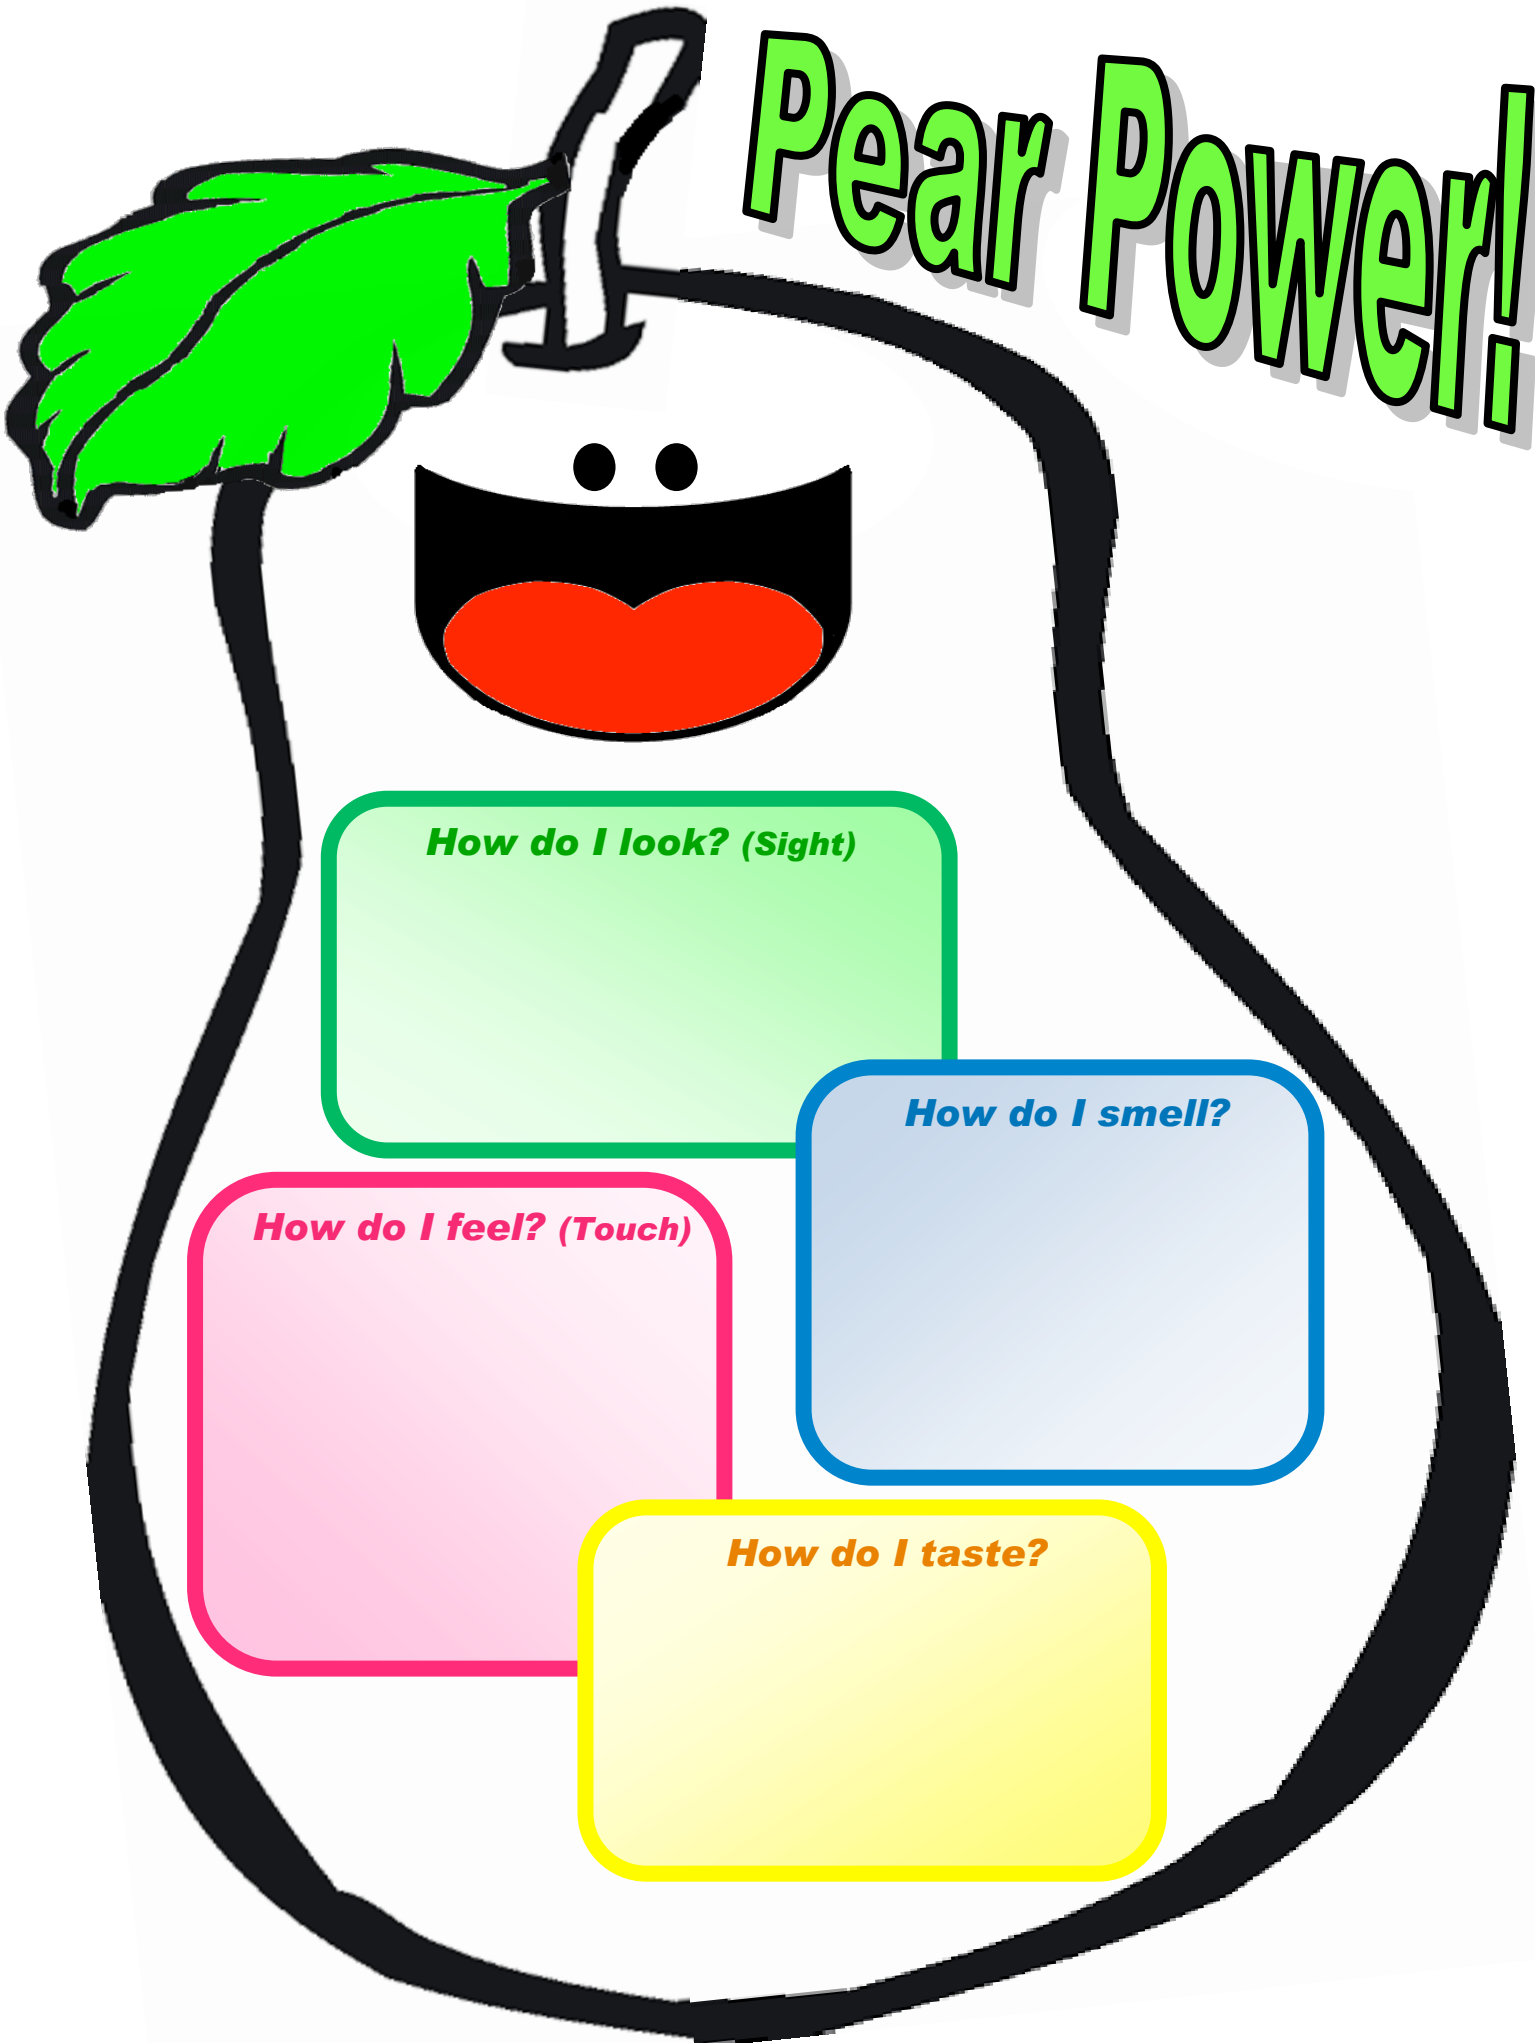 Pear Power!
How do I look? (Sight)
How do I smell?
How do I feel? (Touch)
How do I taste?